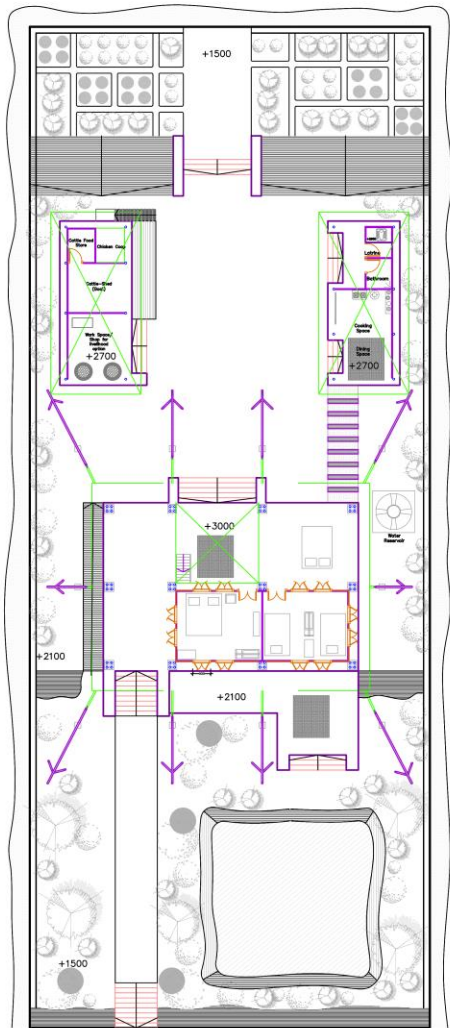 +1500
Cattle Food
Store
Chicken Coop
Cattle-Shed
(Goal)
Work Space/
Shop for
livelihood
option
+2700
Latrine
Bathroom
Cooking
Space
Dining
Space
+2700
+3000
Water
Reservoir
+2100
+2100
+1500